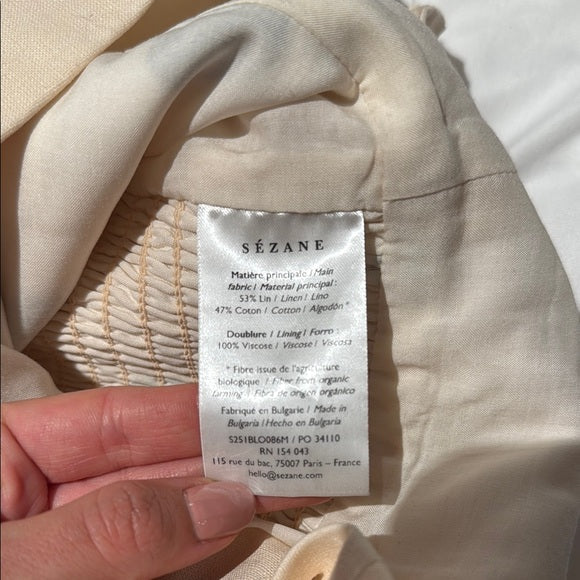 SÉZANE
Matière principale / Main
fabric / Material principal :
53% Lin / Linen / Lino
47% Coton / Cotton / Algodón *
Doublure / Lining / Forro :
100% Viscose / Viscose / Viscosa
* Fibre issue de l'agriculture
biologique / Fiber from organic
farming / Fibra de origen orgánico
Fabriqué en Bulgarie / Made in
Bulgaria / Hecho en Bulgaria
S251BLO086M / PO 34110
RN 154 043
115 rue du bac, 75007 Paris – France
hello@sezane.com